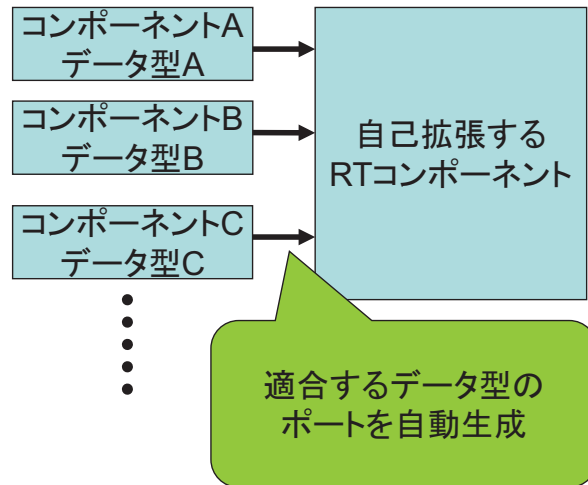 コンポーネントA
データ型A
コンポーネントB
データ型B
自己拡張する
RTコンポーネント
コンポーネントC
データ型C
適合するデータ型の
ポートを自動生成